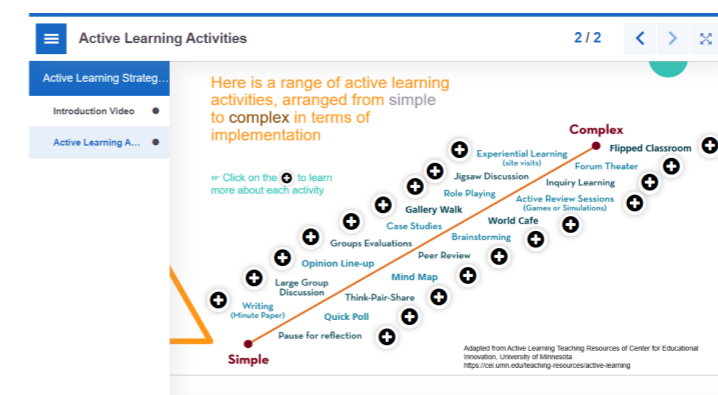 Active Learning Activities
2 / 2
Active Learning Strateg...
Introduction Video
Active Learning A...
Here is a range of active learning
activities, arranged from simple
to complex in terms of
implementation
☞ Click on the + to learn
more about each activity
Complex
Flipped Classroom
Experiential Learning
(site visits)
Forum Theater
Jigsaw Discussion
Inquiry Learning
Role Playing
Active Review Sessions
(Games or Simulations)
Gallery Walk
World Cafe
Case Studies
Brainstorming
Groups Evaluations
Peer Review
Opinion Line-up
Mind Map
Large Group
Discussion
Think-Pair-Share
Writing
(Minute Paper)
Quick Poll
Pause for reflection
Simple
Adapted from Active Learning Teaching Resources of Center for Educational
Innovation, University of Minnesota
https://cei.umn.edu/teaching-resources/active-learning